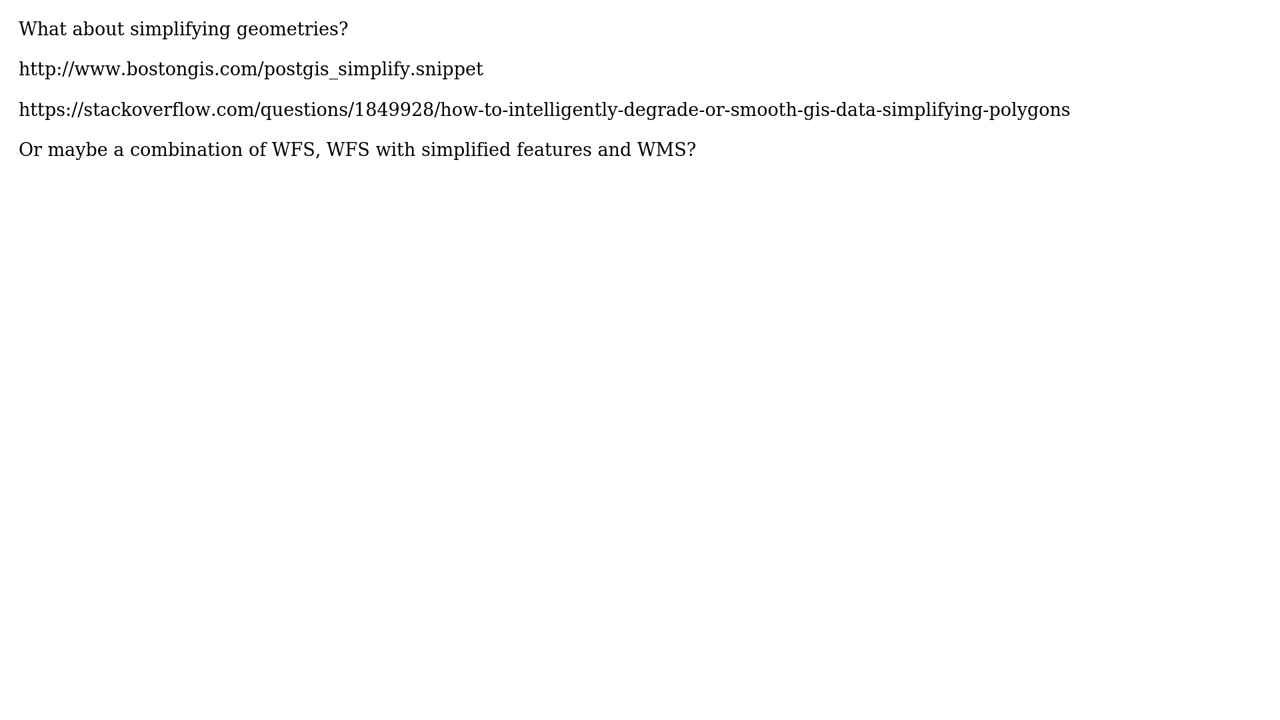 What about simplifying geometries?
http://www.bostongis.com/postgis_simplify.snippet
https://stackoverflow.com/questions/1849928/how-to-intelligently-degrade-or-smooth-gis-data-simplifying-polygons
Or maybe a combination of WFS, WFS with simplified features and WMS?